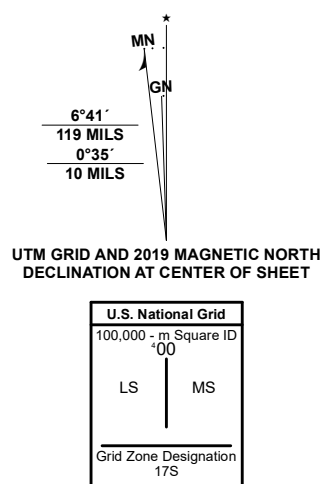 ★
MN
GN
6°41´
119 MILS
0°35´
10 MILS
UTM GRID AND 2019 MAGNETIC NORTH
DECLINATION AT CENTER OF SHEET
U.S. National Grid
100,000 - m Square ID
⁴00
LS MS
Grid Zone Designation
17S